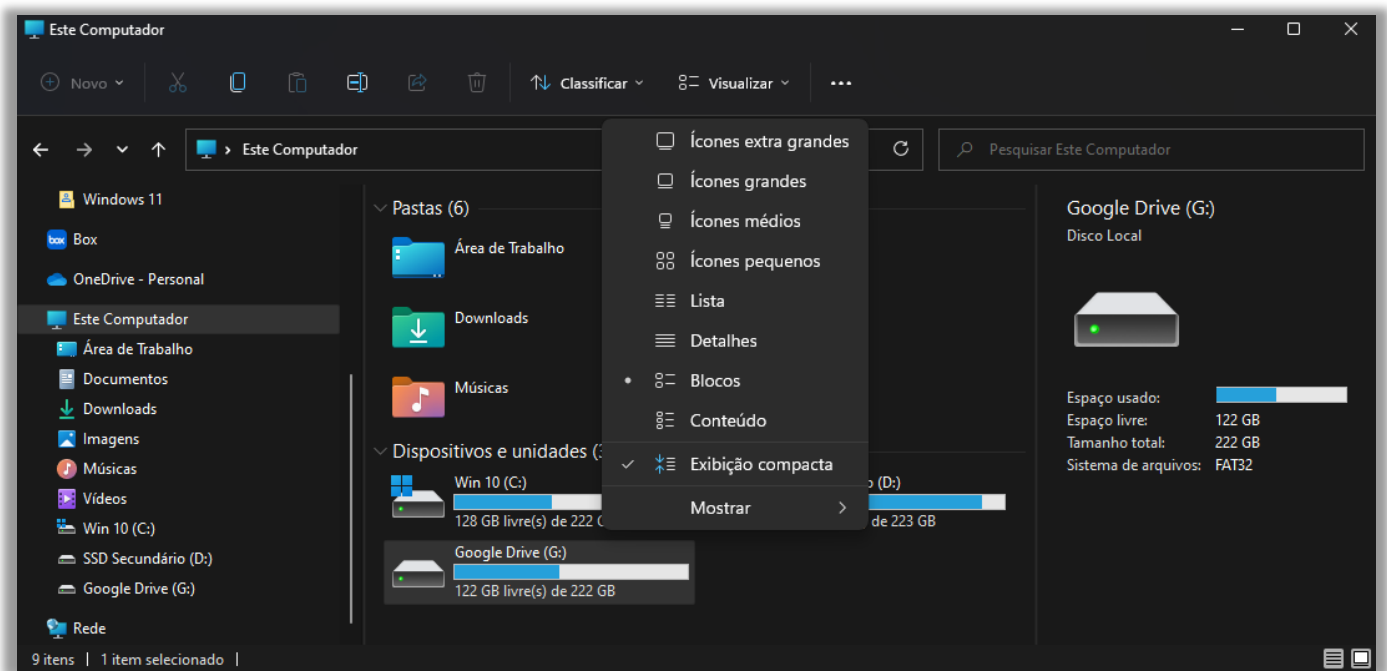 Este Computador
Novo
Classificar
Visualizar
Este Computador
Pesquisar Este Computador
Windows 11
box Box
OneDrive - Personal
Este Computador
Área de Trabalho
Documentos
Downloads
Imagens
Músicas
Vídeos
Win 10 (C:)
SSD Secundário (D:)
Google Drive (G:)
Rede
Pastas (6)
Área de Trabalho
Downloads
Músicas
Dispositivos e unidades
Win 10 (C:)
128 GB livre(s) de 222
(D:)
de 223 GB
Google Drive (G:)
122 GB livre(s) de 222 GB
Ícones extra grandes
Ícones grandes
Ícones médios
Ícones pequenos
Lista
Detalhes
Blocos
Conteúdo
Exibição compacta
Mostrar
Google Drive (G:)
Disco Local
Espaço usado:
Espaço livre: 122 GB
Tamanho total: 222 GB
Sistema de arquivos: FAT32
9 itens | 1 item selecionado |